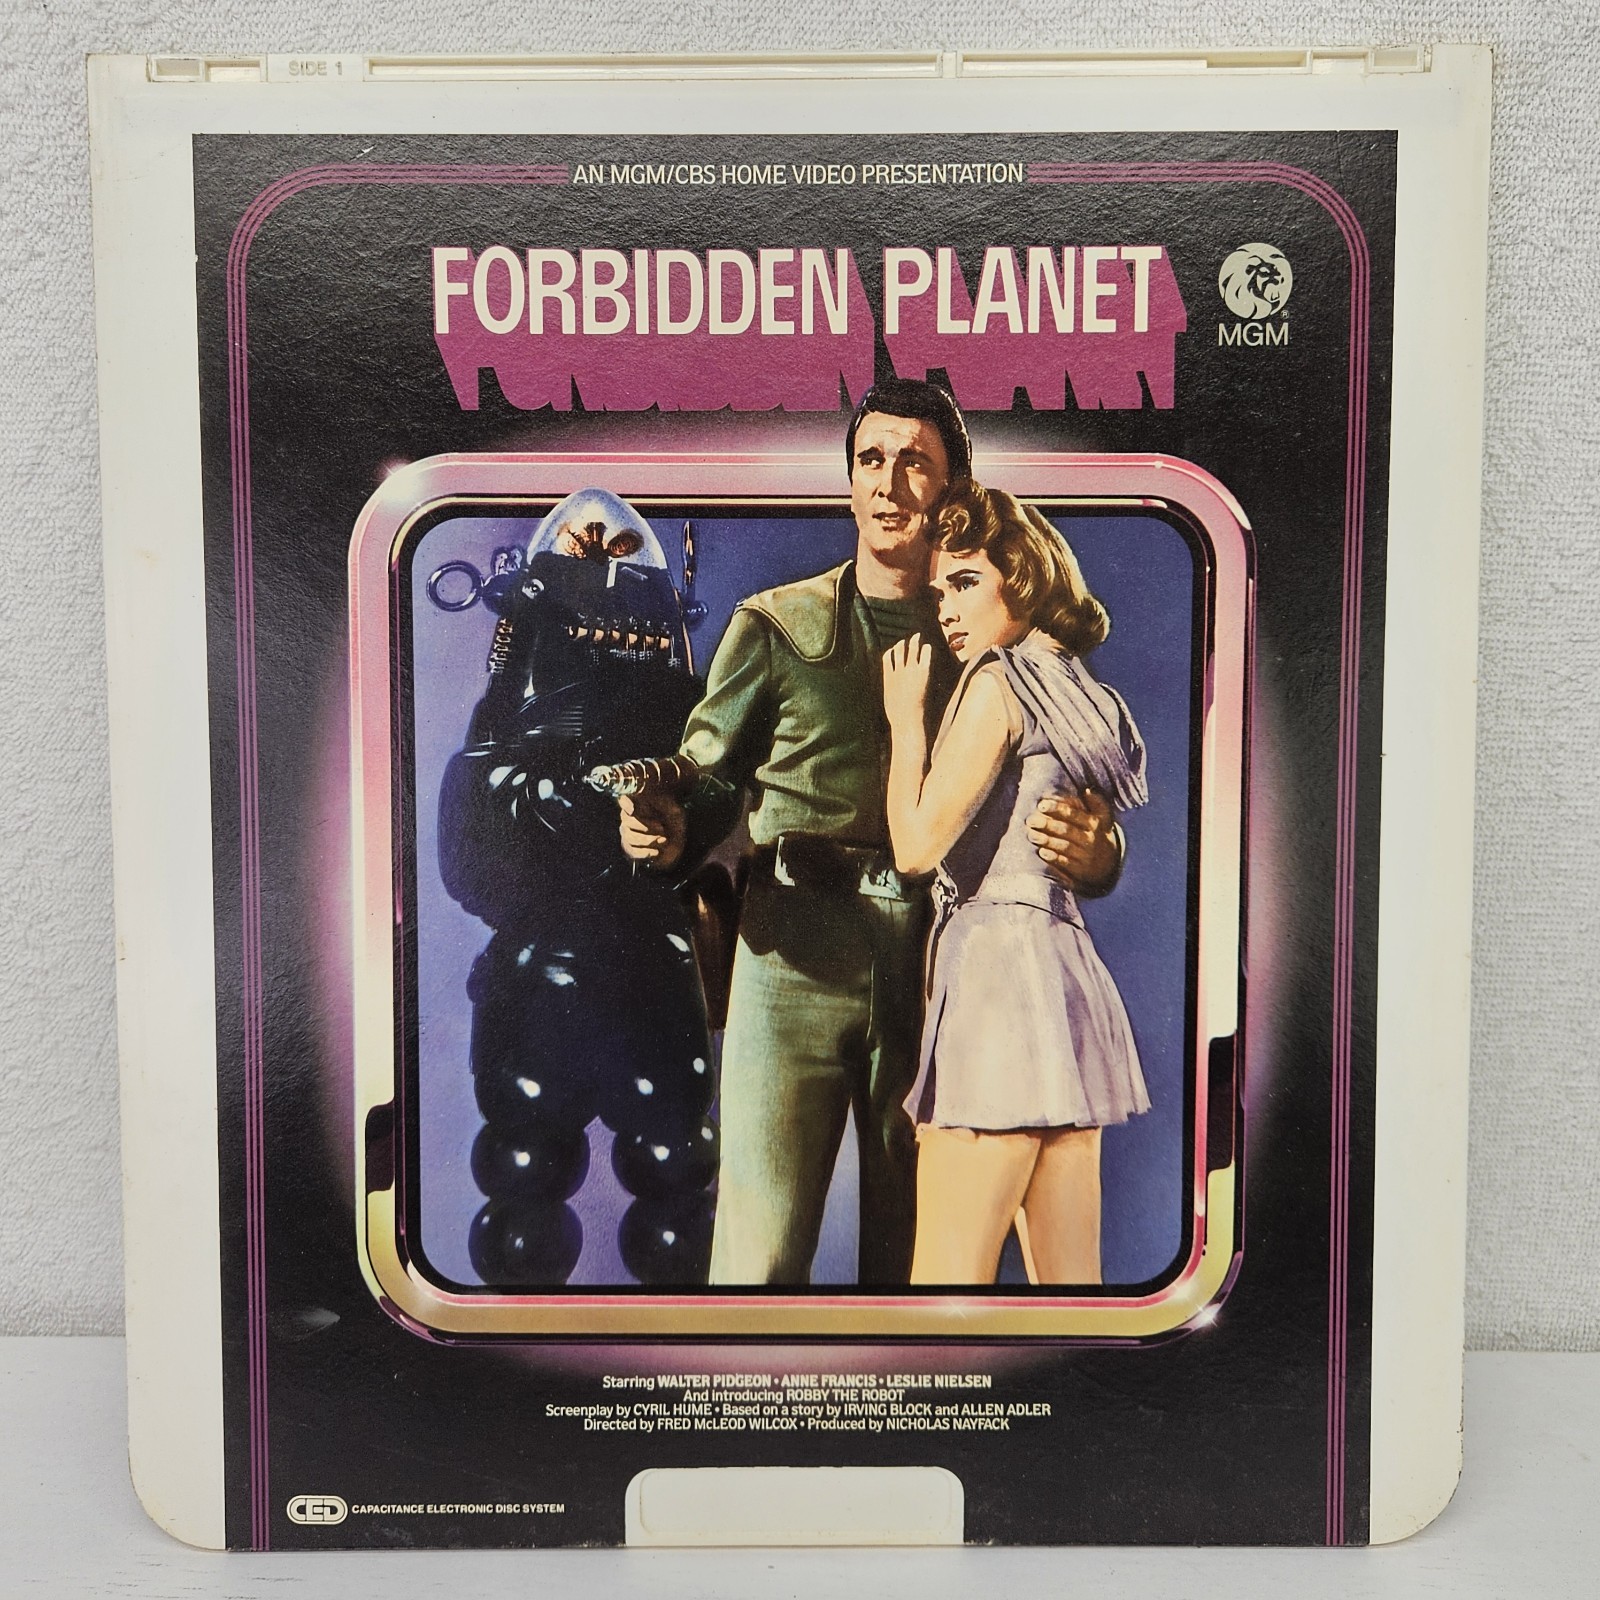 SIDE 1
AN MGM/CBS HOME VIDEO PRESENTATION
FORBIDDEN PLANET
MGM
Starring WALTER PIDGEON • ANNE FRANCIS • LESLIE NIELSEN
And introducing ROBBY THE ROBOT
Screenplay by CYRIL HUME • Based on a story by IRVING BLOCK and ALLEN ADLER
Directed by FRED McLEOD WILCOX • Produced by NICHOLAS NAYFACK
CED CAPACITANCE ELECTRONIC DISC SYSTEM